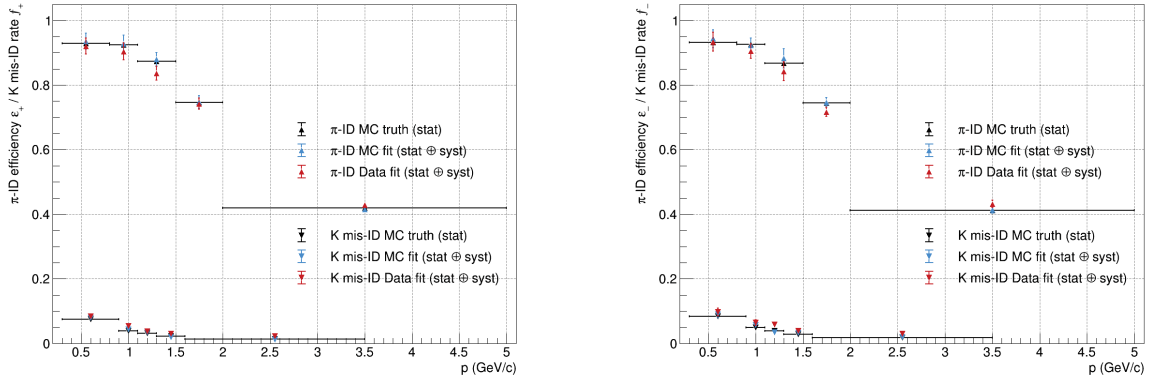 π-ID efficiency ε₊ / K mis-ID rate f₊
1
0.8
0.6
0.4
0.2
0
π-ID MC truth (stat)
π-ID MC fit (stat ⊕ syst)
π-ID Data fit (stat ⊕ syst)
K mis-ID MC truth (stat)
K mis-ID MC fit (stat ⊕ syst)
K mis-ID Data fit (stat ⊕ syst)
0.5 1 1.5 2 2.5 3 3.5 4 4.5 5
p (GeV/c)
π-ID efficiency ε₋ / K mis-ID rate f₋
1
0.8
0.6
0.4
0.2
0
π-ID MC truth (stat)
π-ID MC fit (stat ⊕ syst)
π-ID Data fit (stat ⊕ syst)
K mis-ID MC truth (stat)
K mis-ID MC fit (stat ⊕ syst)
K mis-ID Data fit (stat ⊕ syst)
0.5 1 1.5 2 2.5 3 3.5 4 4.5 5
p (GeV/c)